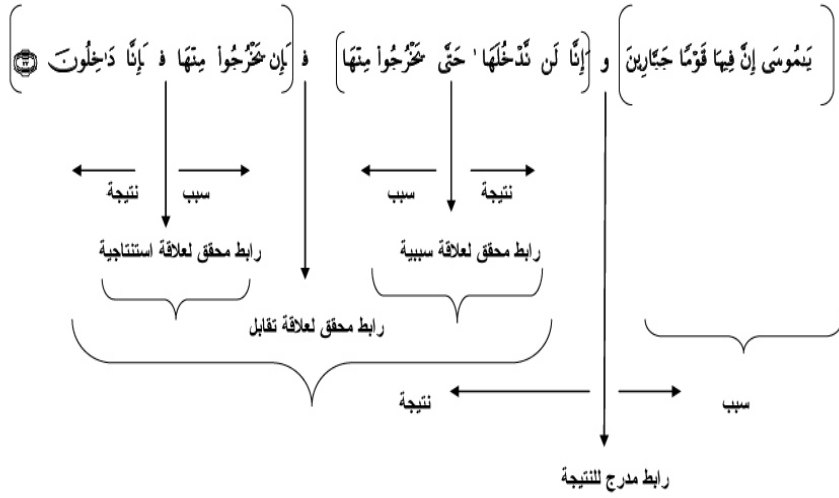 يَٰمُوسَىٰ إِنَّ فِيهَا قَوْمًا جَبَّارِينَ و إِنَّا لَن نَّدْخُلَهَا حَتَّىٰ يَخْرُجُوا۟ مِنْهَا ف إِن يَخْرُجُوا۟ مِنْهَا ف إِنَّا دَٰخِلُونَ ٢٢
نتيجة سبب سبب نتيجة
رابط محقق لعلاقة سببية رابط محقق لعلاقة استنتاجية
رابط محقق لعلاقة تقابل
سبب نتيجة
رابط مدرج للنتيجة